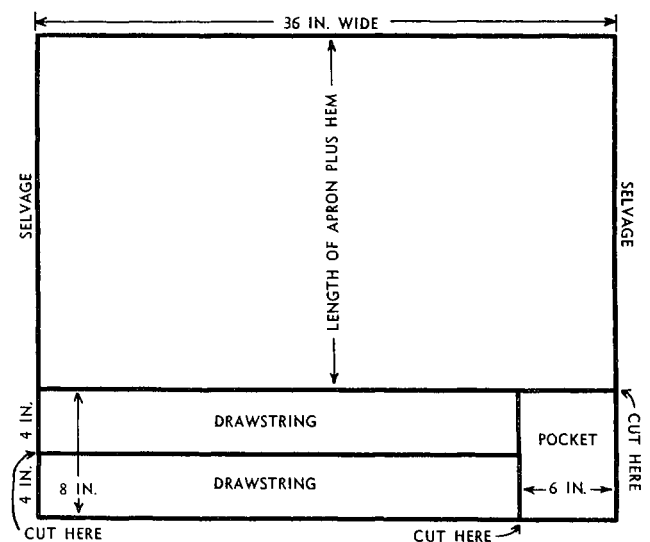 36 IN. WIDE
LENGTH OF APRON PLUS HEM
SELVAGE
SELVAGE
4 IN.
DRAWSTRING
POCKET
CUT HERE
4 IN.
8 IN.
DRAWSTRING
6 IN.
CUT HERE
CUT HERE